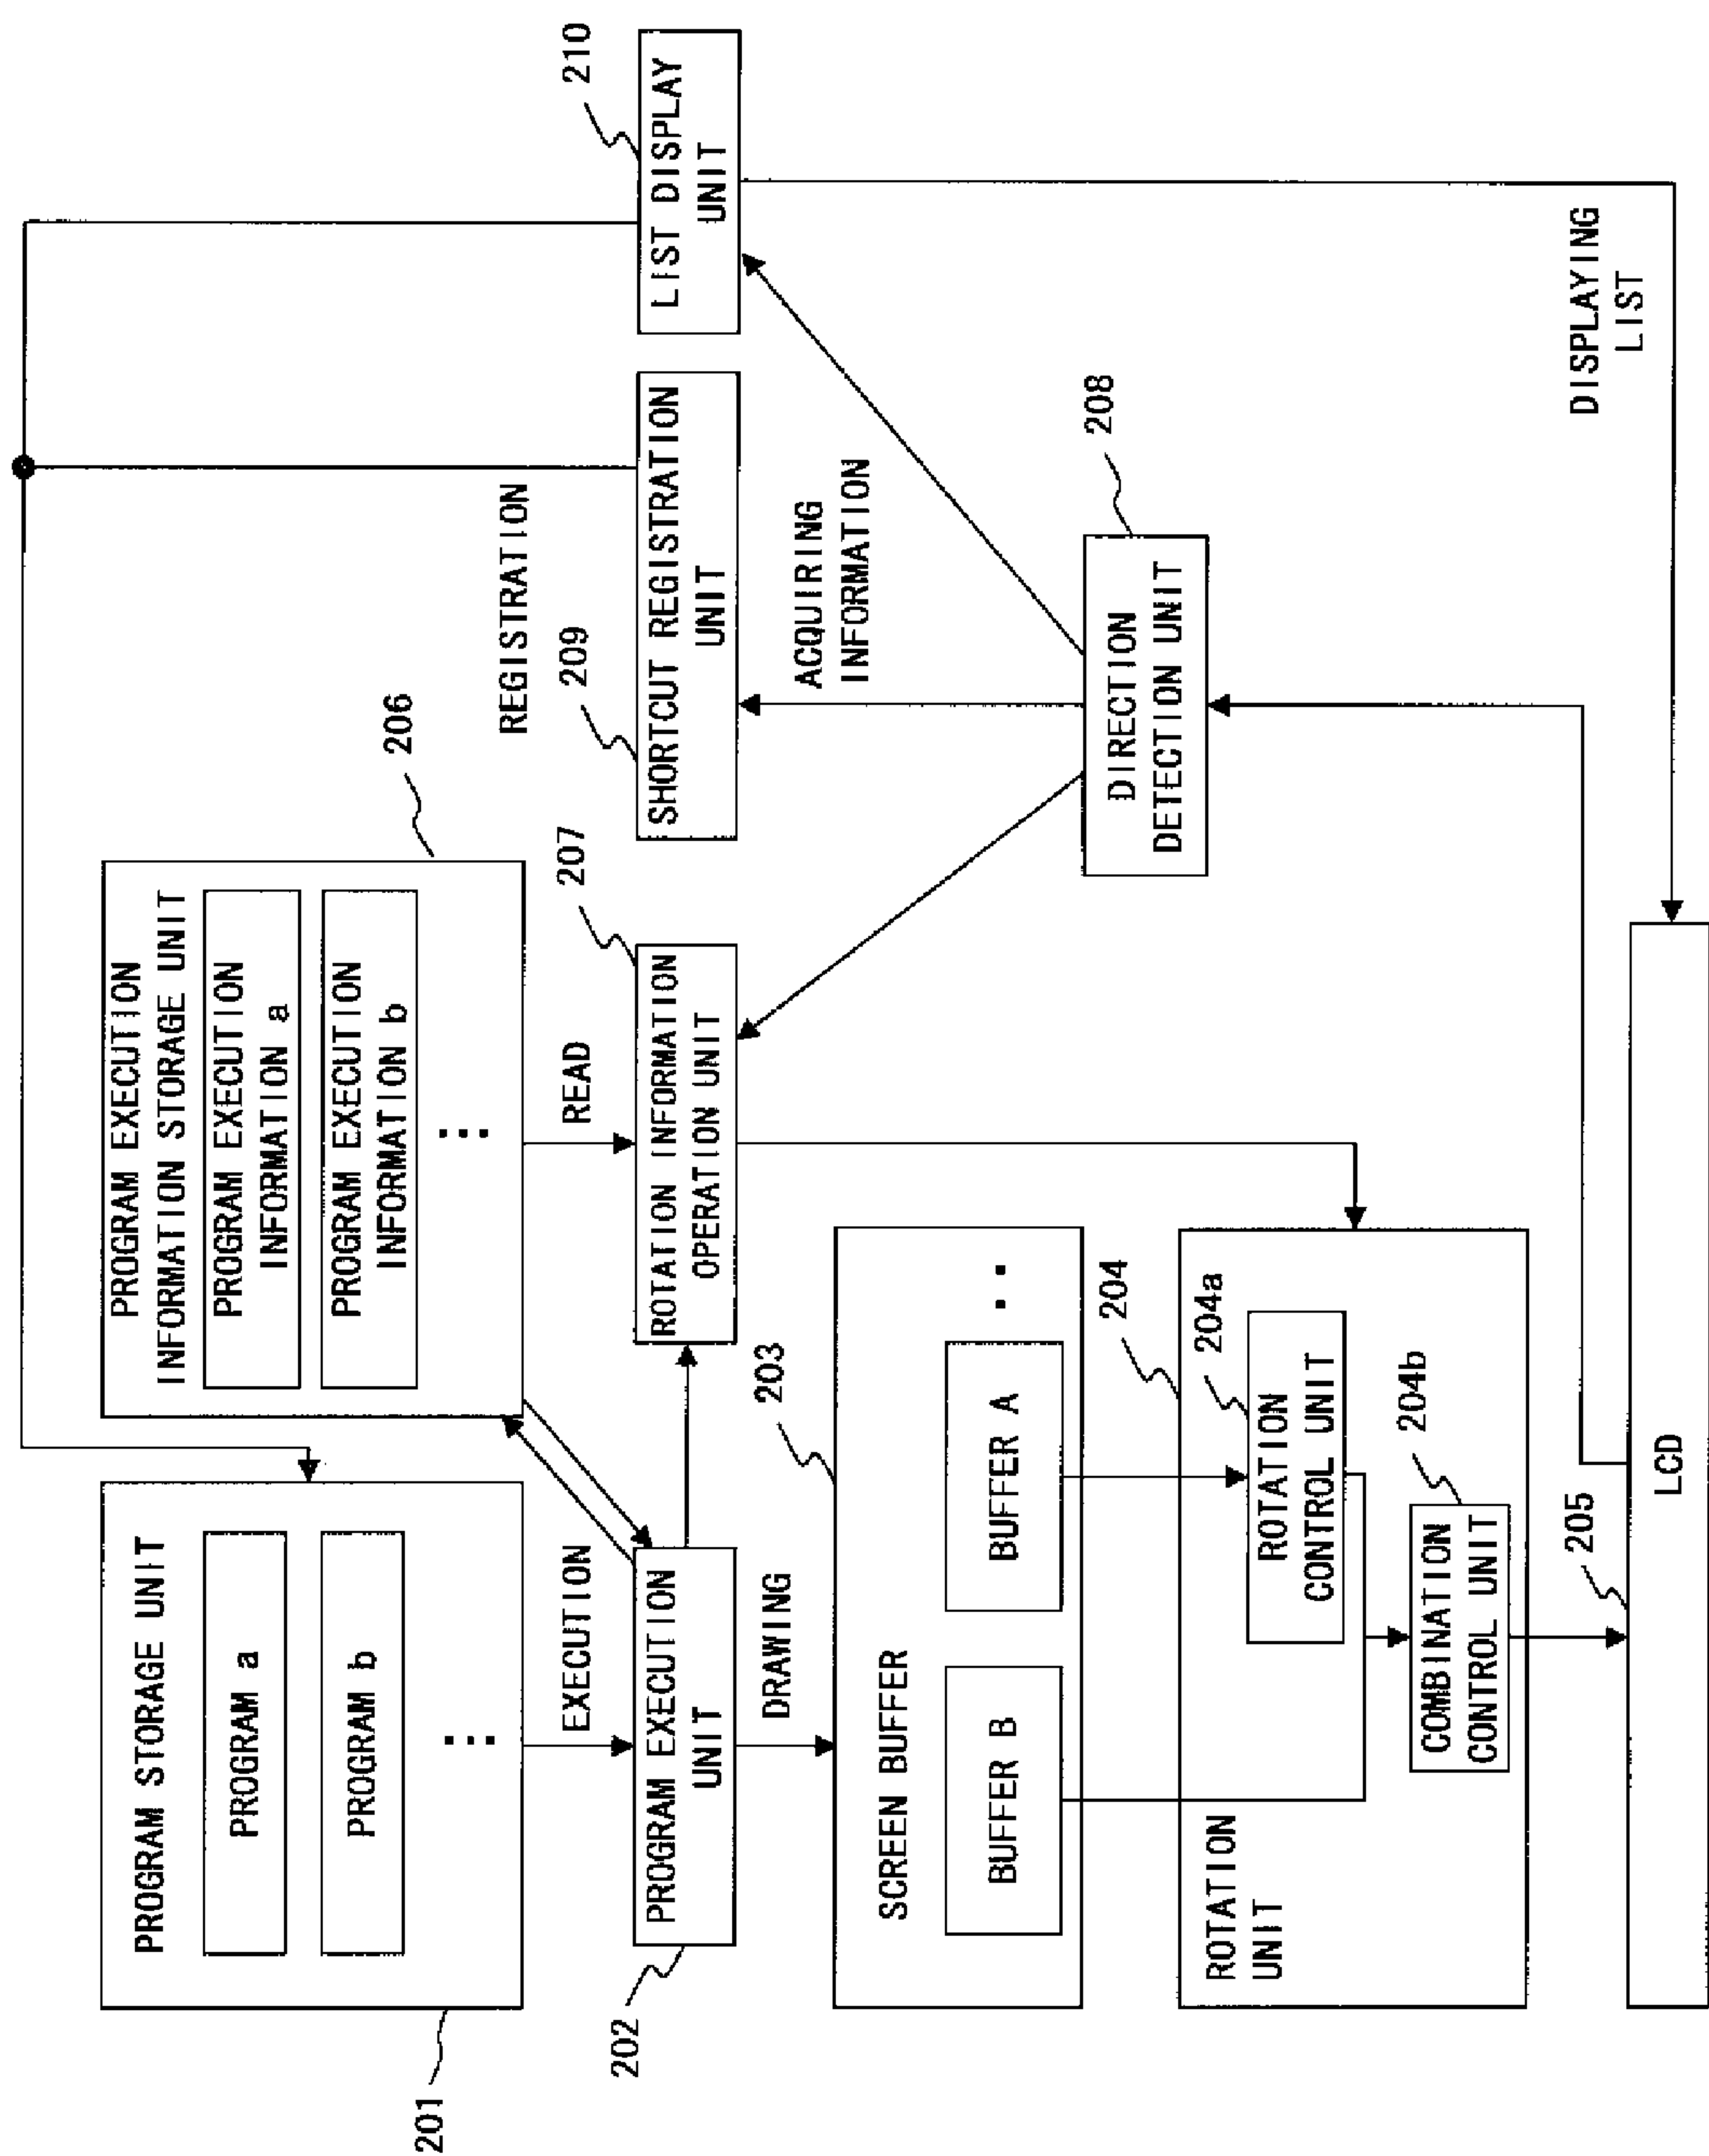 PROGRAM STORAGE UNIT
PROGRAM a
PROGRAM b
201
PROGRAM EXECUTION
INFORMATION STORAGE UNIT
PROGRAM EXECUTION
INFORMATION a
PROGRAM EXECUTION
INFORMATION b
206
EXECUTION
READ
REGISTRATION
202
PROGRAM EXECUTION
UNIT
207
ROTATION INFORMATION
OPERATION UNIT
209
SHORTCUT REGISTRATION
UNIT
210
LIST DISPLAY
UNIT
DRAWING
203
ACQUIRING
INFORMATION
SCREEN BUFFER
BUFFER B
BUFFER A
208
DIRECTION
DETECTION UNIT
204
ROTATION
UNIT
204a
ROTATION
CONTROL UNIT
204b
COMBINATION
CONTROL UNIT
205
LCD
DISPLAYING
LIST